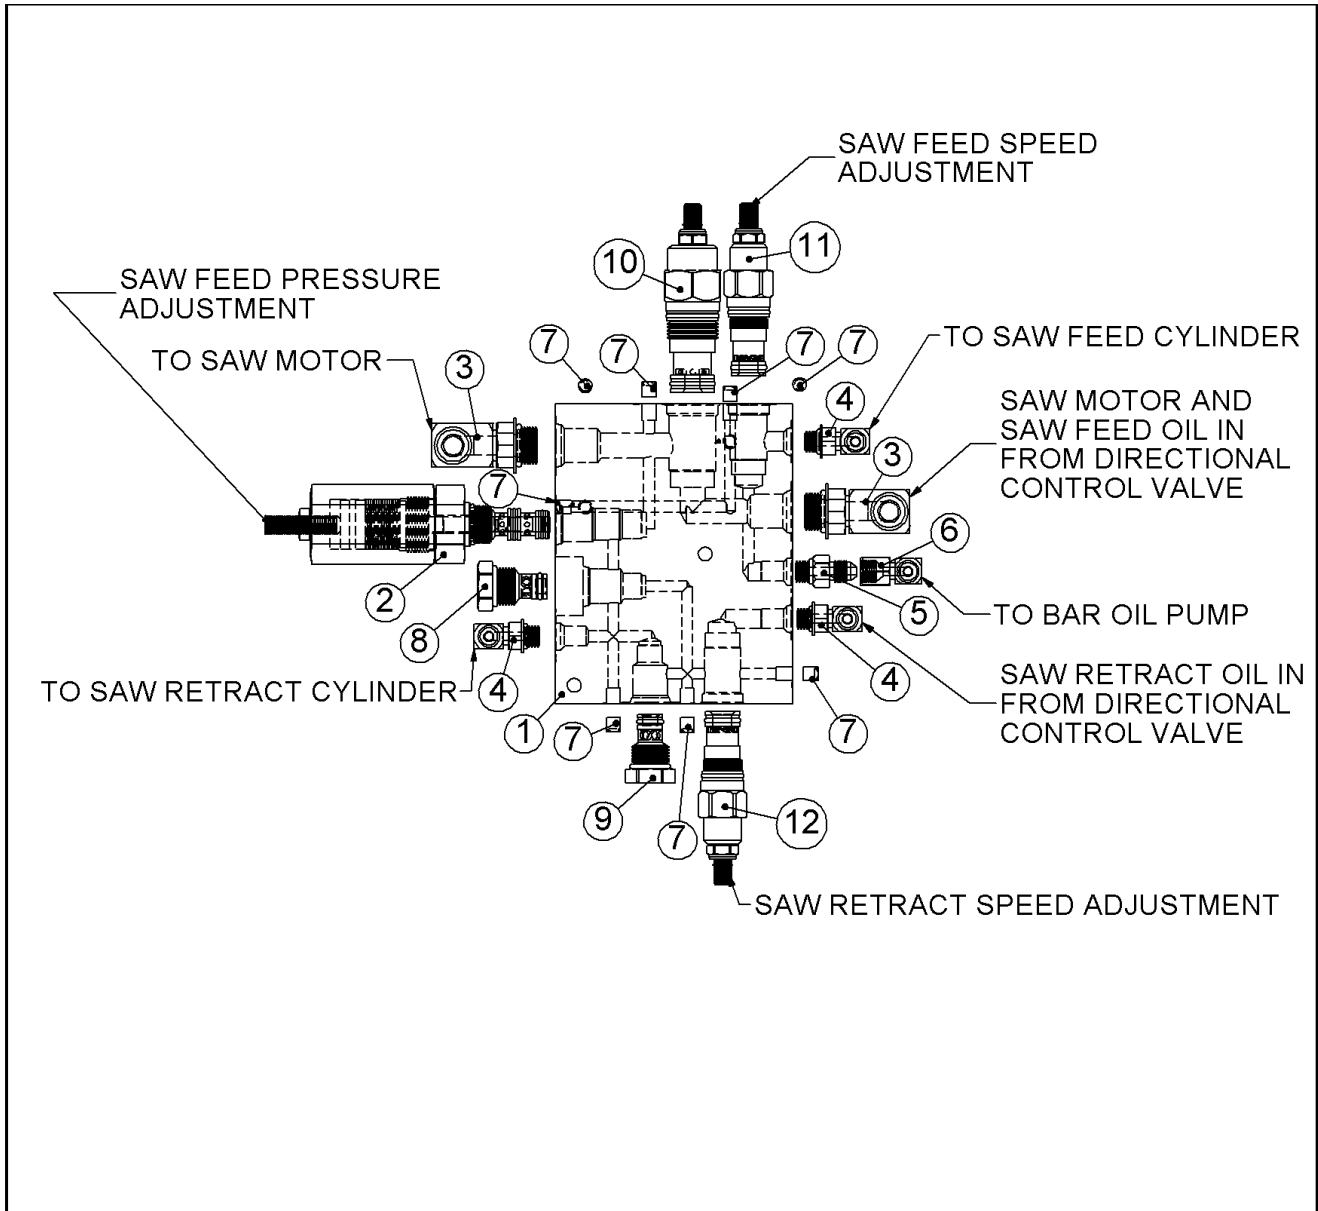 SAW FEED SPEED
ADJUSTMENT
11
10
SAW FEED PRESSURE
ADJUSTMENT
TO SAW MOTOR
3
7
7
7
7
TO SAW FEED CYLINDER
4
SAW MOTOR AND
SAW FEED OIL IN
FROM DIRECTIONAL
CONTROL VALVE
3
7
6
2
8
5
TO BAR OIL PUMP
4
4
TO SAW RETRACT CYLINDER
SAW RETRACT OIL IN
FROM DIRECTIONAL
CONTROL VALVE
1
7
7
9
7
12
SAW RETRACT SPEED ADJUSTMENT